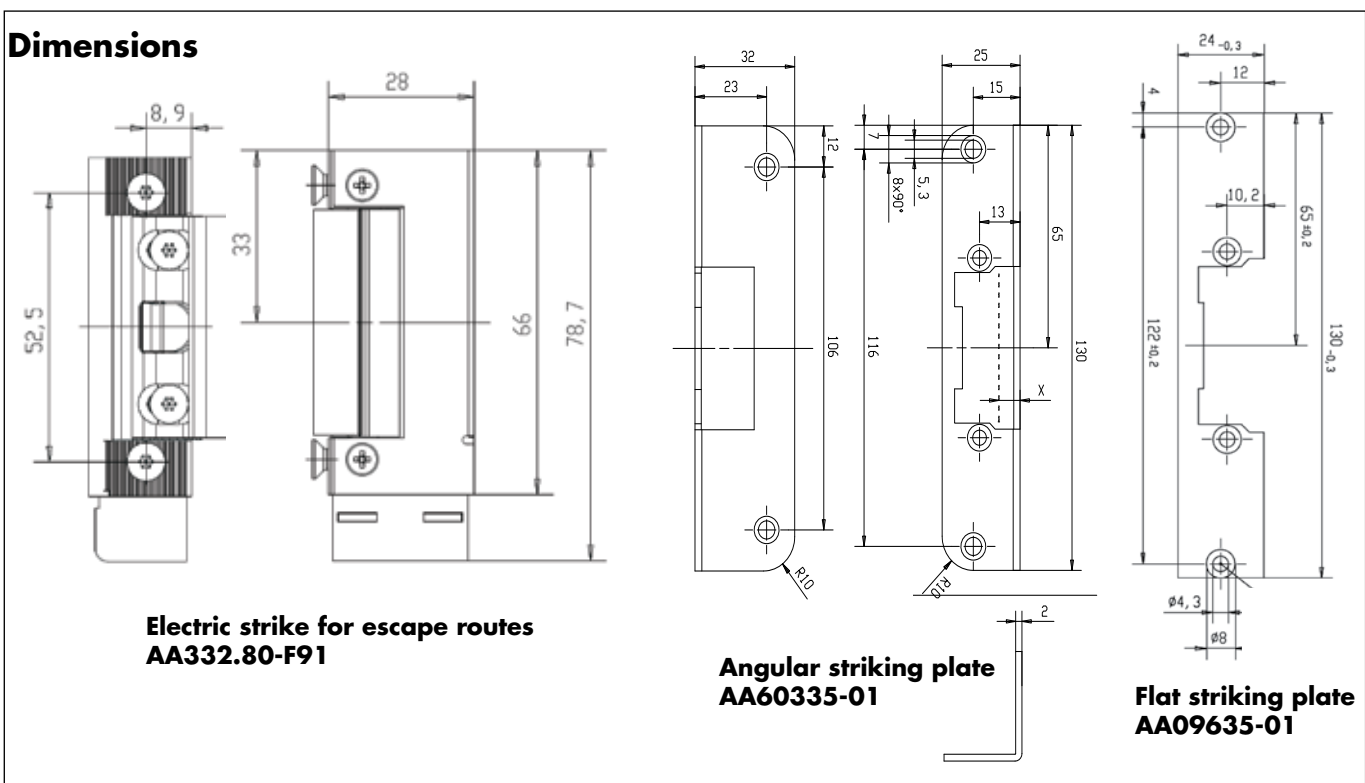 Dimensions
8,9
52,5
28
33
66
78,7
Electric strike for escape routes
AA332.80-F91
32
23
12
106
R10
25
15
7
5,3
8x90°
13
65
116
130
X
R10
2
Angular striking plate
AA60335-01
24 -0,3
12
4
10,2
65 ±0,2
122 ±0,2
130 -0,3
ø4,3
ø8
Flat striking plate
AA09635-01